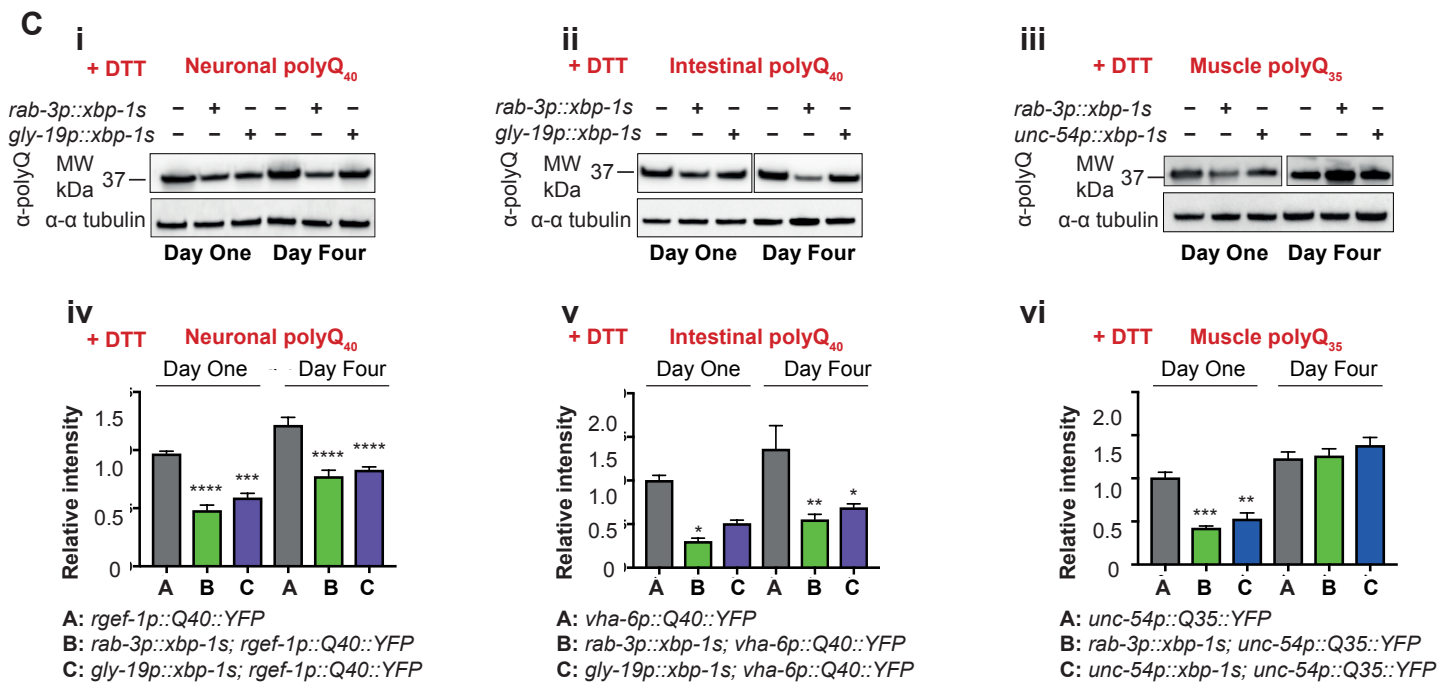 C
i
+ DTT Neuronal polyQ40
rab-3p::xbp-1s – + – – + –
gly-19p::xbp-1s – – + – – +
α-polyQ
MW
kDa
37
α-α tubulin
Day One Day Four
ii
+ DTT Intestinal polyQ40
rab-3p::xbp-1s – + – – + –
gly-19p::xbp-1s – – + – – +
α-polyQ
MW
kDa
37
α-α tubulin
Day One Day Four
iii
+ DTT Muscle polyQ35
rab-3p::xbp-1s – + – – + –
unc-54p::xbp-1s – – + – – +
α-polyQ
MW
kDa
37
α-α tubulin
Day One Day Four
iv
+ DTT Neuronal polyQ40
Day One Day Four
Relative intensity
1.5
1.0
0.5
0
**** *** **** ****
A B C A B C
A: rgef-1p::Q40::YFP
B: rab-3p::xbp-1s; rgef-1p::Q40::YFP
C: gly-19p::xbp-1s; rgef-1p::Q40::YFP
v
+ DTT Intestinal polyQ40
Day One Day Four
Relative intensity
2.0
1.5
1.0
0.5
0
* ** *
A B C A B C
A: vha-6p::Q40::YFP
B: rab-3p::xbp-1s; vha-6p::Q40::YFP
C: gly-19p::xbp-1s; vha-6p::Q40::YFP
vi
+ DTT Muscle polyQ35
Day One Day Four
Relative intensity
2.0
1.5
1.0
0.5
0
*** **
A B C A B C
A: unc-54p::Q35::YFP
B: rab-3p::xbp-1s; unc-54p::Q35::YFP
C: unc-54p::xbp-1s; unc-54p::Q35::YFP